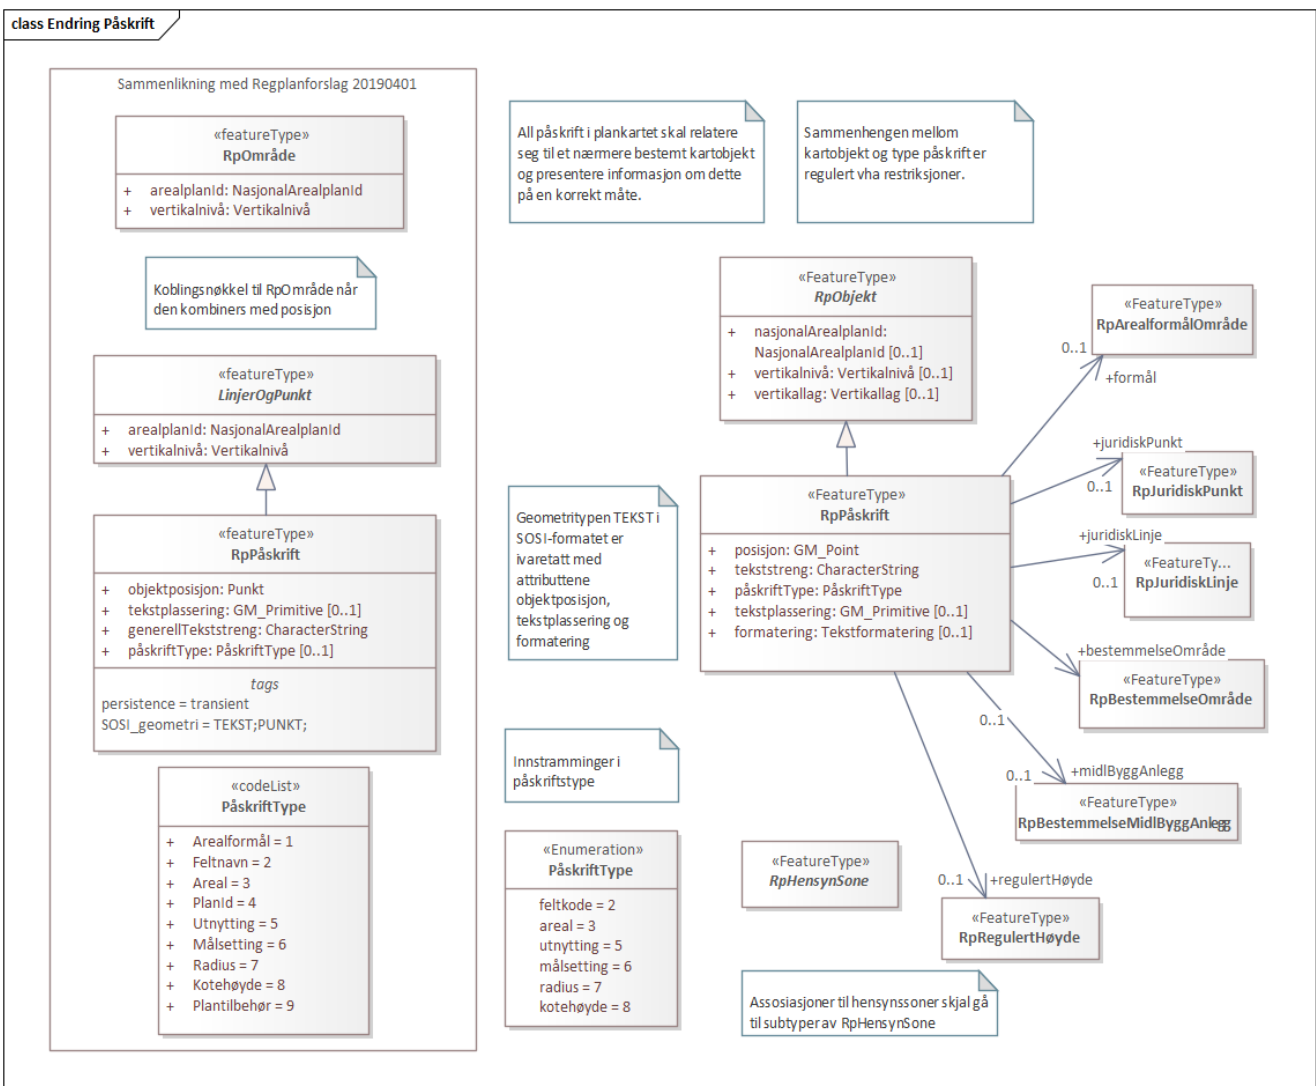 class Endring Påskrift
Sammenlikning med Regplanforslag 20190401
«featureType»
RpOmråde
+ arealplanId: NasjonalArealplanId
+ vertikalnivå: Vertikalnivå
Koblingsnøkkel til RpOmråde når
den kombiners med posisjon
«featureType»
LinjerOgPunkt
+ arealplanId: NasjonalArealplanId
+ vertikalnivå: Vertikalnivå
«featureType»
RpPåskrift
+ objektposisjon: Punkt
+ tekstplassering: GM_Primitive [0..1]
+ generellTekststreng: CharacterString
+ påskriftType: PåskriftType [0..1]
tags
persistence = transient
SOSI_geometri = TEKST;PUNKT;
«codeList»
PåskriftType
+ Arealformål = 1
+ Feltnavn = 2
+ Areal = 3
+ PlanId = 4
+ Utnytting = 5
+ Målsetting = 6
+ Radius = 7
+ Kotehøyde = 8
+ Plantilbehør = 9
All påskrift i plankartet skal relatere
seg til et nærmere bestemt kartobjekt
og presentere informasjon om dette
på en korrekt måte.
Sammenhengen mellom
kartobjekt og type påskrift er
regulert vha restriksjoner.
«FeatureType»
RpObjekt
+ nasjonalArealplanId:
NasjonalArealplanId [0..1]
+ vertikalnivå: Vertikalnivå [0..1]
+ vertikallag: Vertikallag [0..1]
Geometritypen TEKST i
SOSI-formatet er
ivaretatt med
attributtene
objektposisjon,
tekstplassering og
formatering
«FeatureType»
RpPåskrift
+ posisjon: GM_Point
+ tekststreng: CharacterString
+ påskriftType: PåskriftType
+ tekstplassering: GM_Primitive [0..1]
+ formatering: Tekstformatering [0..1]
«FeatureType»
RpArealformålOmråde
0..1
+formål
+juridiskPunkt
0..1
«FeatureType»
RpJuridiskPunkt
+juridiskLinje
0..1
«FeatureTy...
RpJuridiskLinje
+bestemmelseOmråde
0..1
«FeatureType»
RpBestemmelseOmråde
+midlByggAnlegg
0..1
«FeatureType»
RpBestemmelseMidlByggAnlegg
+regulertHøyde
0..1
«FeatureType»
RpRegulertHøyde
Innstramminger i
påskriftstype
«Enumeration»
PåskriftType
feltkode = 2
areal = 3
utnytting = 5
målsetting = 6
radius = 7
kotehøyde = 8
«FeatureType»
RpHensynSone
Assosiasjoner til hensynssoner skjal gå
til subtyper av RpHensynSone